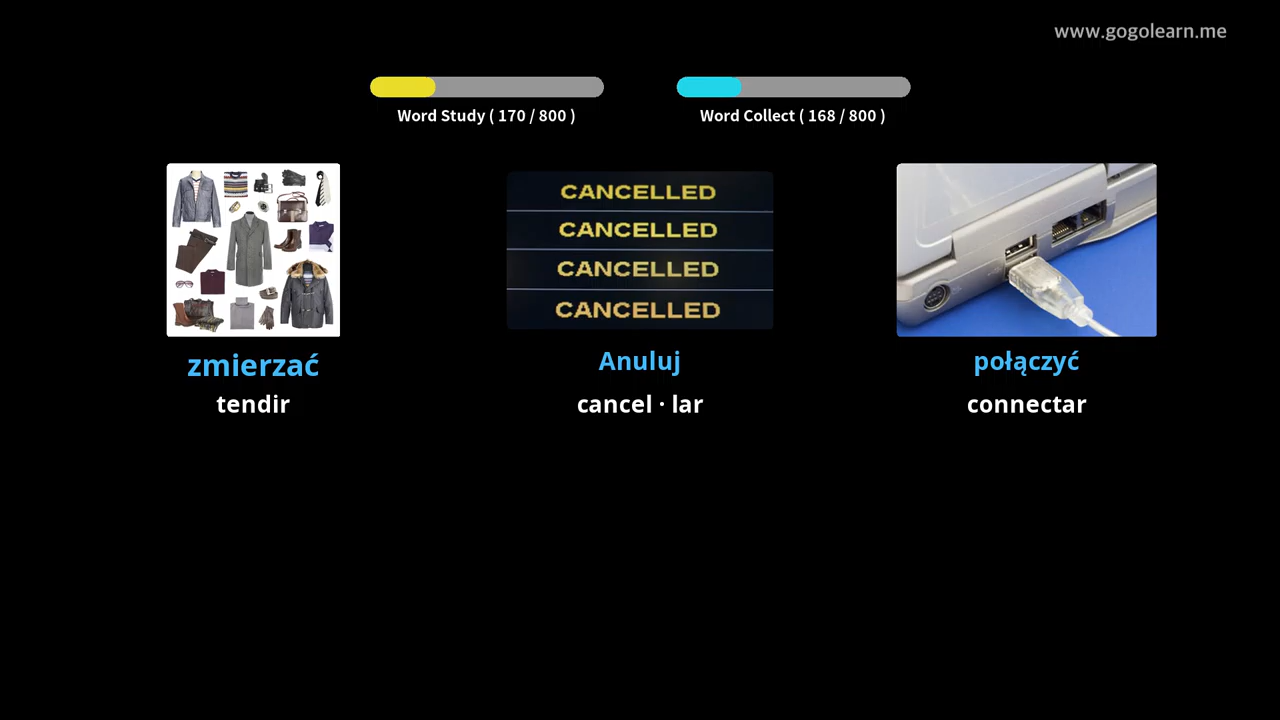 www.gogolearn.me
Word Study ( 170 / 800 )
Word Collect ( 168 / 800 )
CANCELLED
CANCELLED
CANCELLED
CANCELLED
zmierzać
Anuluj
połączyć
tendir
cancel · lar
connectar